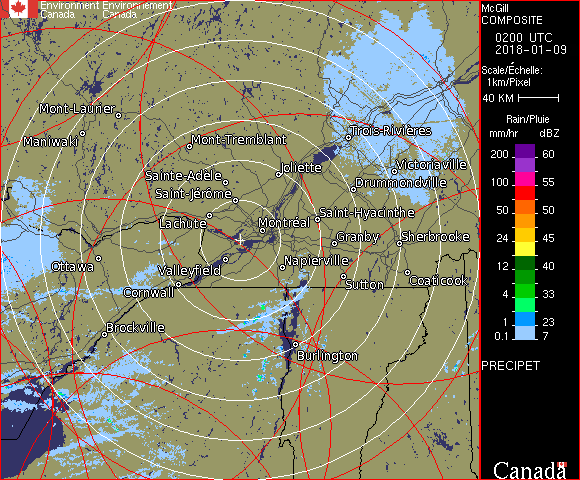 Environment Environnement
Canada Canada
McGill
COMPOSITE
0200 UTC
2018-01-09
Scale/Échelle:
1km/Pixel
40 KM
Rain/Pluie
mm/hr dBZ
200 60
100 55
50 50
24 45
12 40
8 35
4 33
1 23
0.1 7
PRECIPET
Canada
Mont-Laurier
Maniwaki
Mont-Tremblant
Trois-Rivières
Joliette
Victoriaville
Sainte-Adèle
Drummondville
Saint-Jérôme
Lachute
Montréal
Saint-Hyacinthe
Granby
Sherbrooke
Ottawa
Valleyfield
Napierville
Cornwall
Sutton
Coaticook
Brockville
Burlington